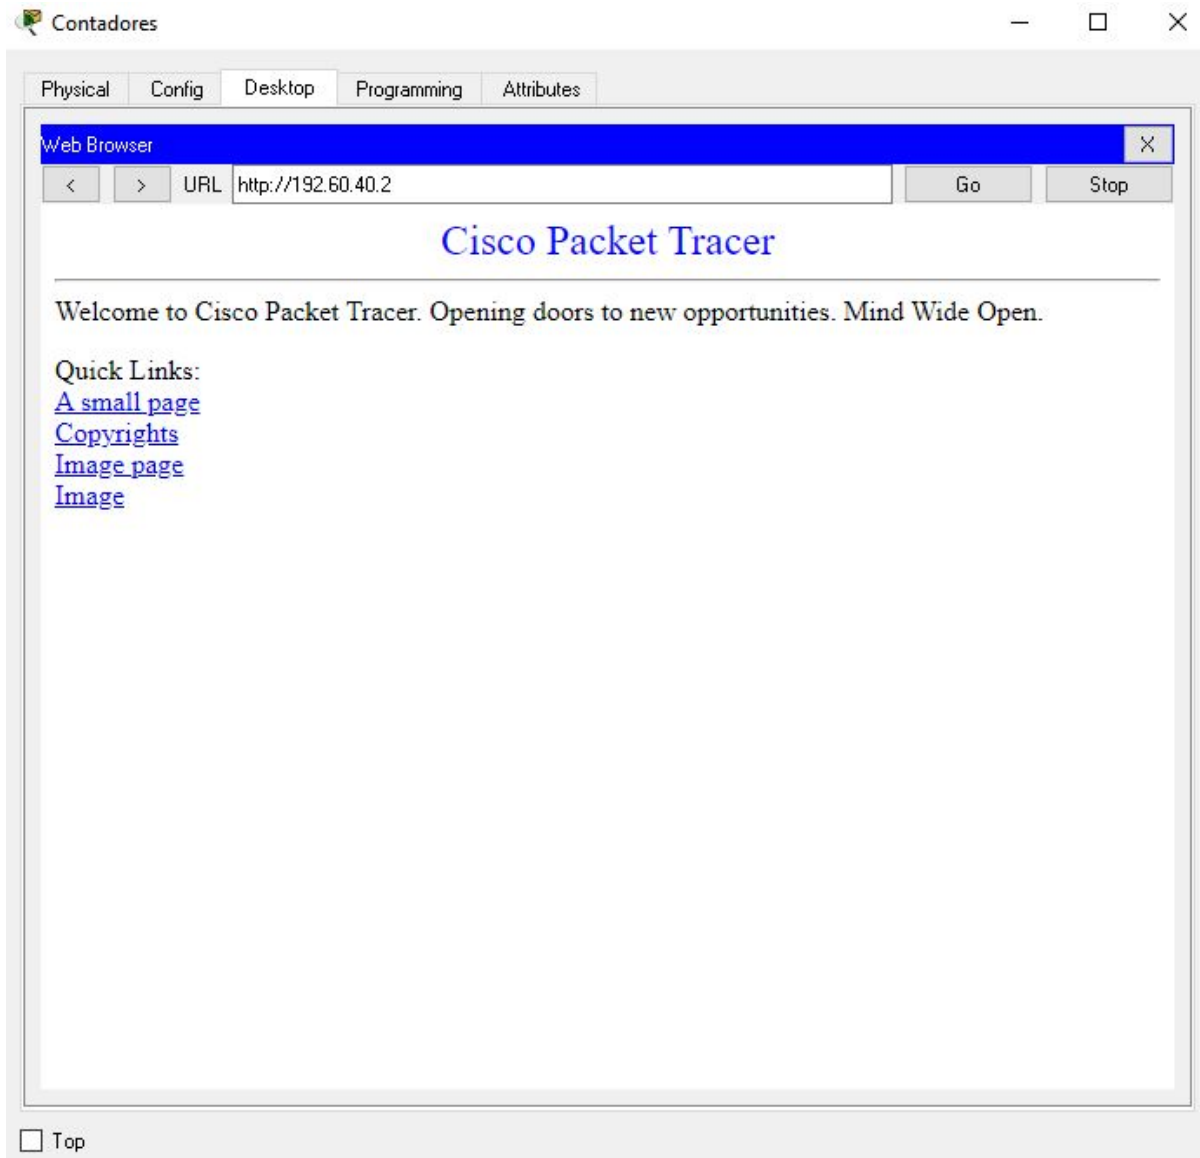 Contadores
Physical Config Desktop Programming Attributes
Web Browser X
< > URL http://192.60.40.2 Go Stop
Cisco Packet Tracer
Welcome to Cisco Packet Tracer. Opening doors to new opportunities. Mind Wide Open.
Quick Links:
A small page
Copyrights
Image page
Image
Top